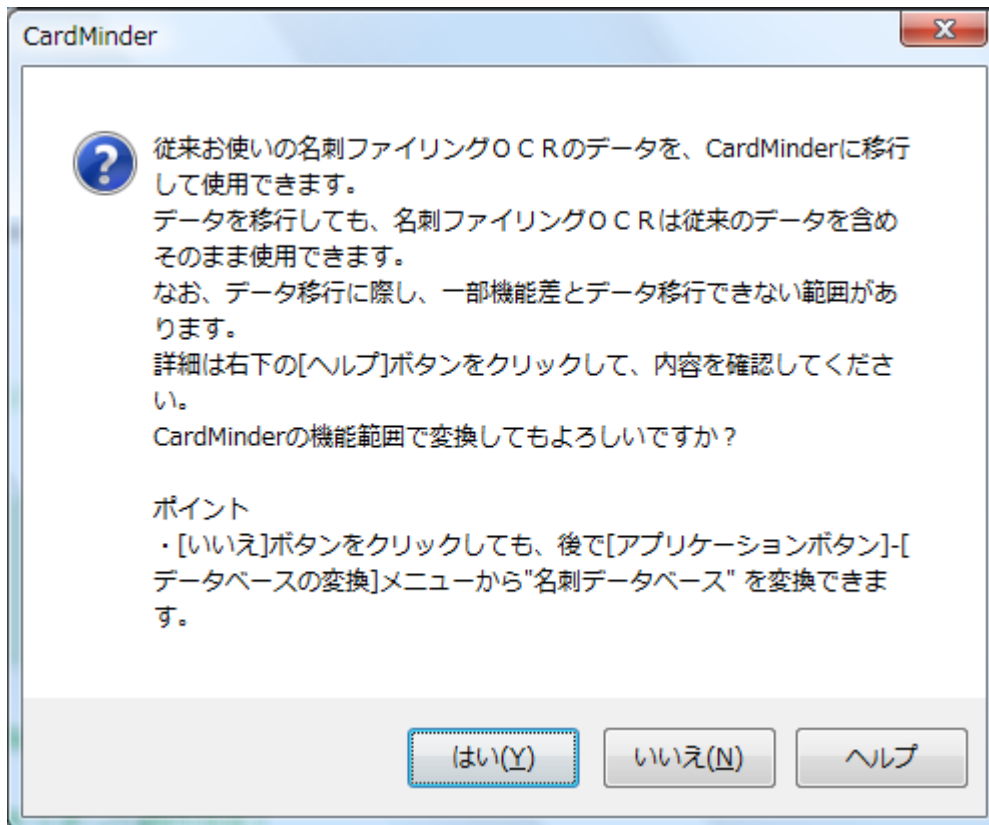 CardMinder
従来お使いの名刺ファイリングＯＣＲのデータを、CardMinderに移行
して使用できます。
データを移行しても、名刺ファイリングＯＣＲは従来のデータを含め
そのまま使用できます。
なお、データ移行に際し、一部機能差とデータ移行できない範囲があ
ります。
詳細は右下の[ヘルプ]ボタンをクリックして、内容を確認してくださ
い。
CardMinderの機能範囲で変換してもよろしいですか？
ポイント
・[いいえ]ボタンをクリックしても、後で[アプリケーションボタン]-[
データベースの変換]メニューから"名刺データベース" を変換できま
す。
はい(Y)
いいえ(N)
ヘルプ